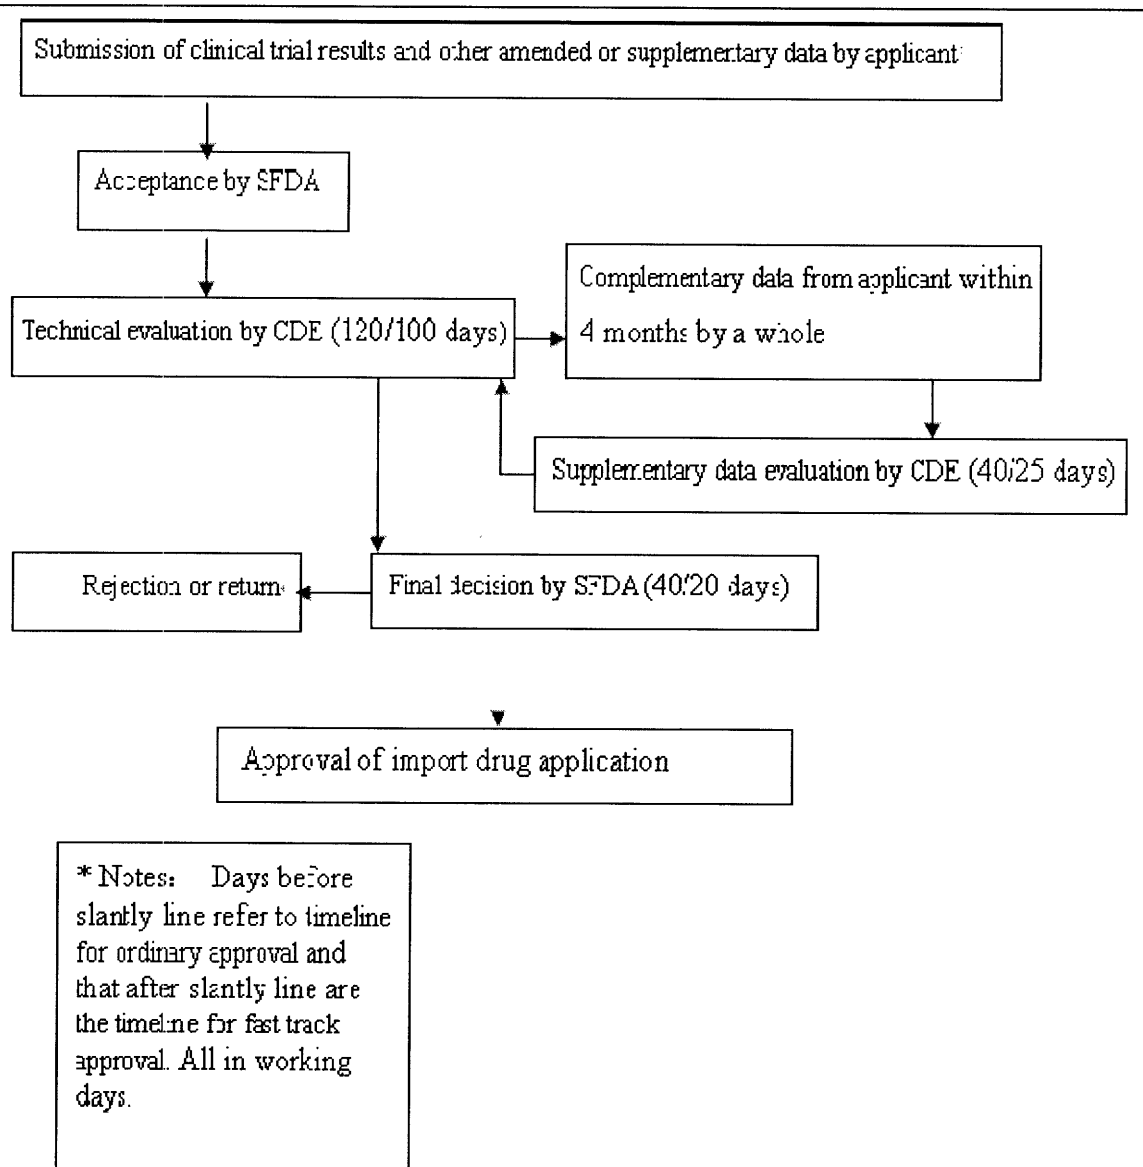 Submission of clinical trial results and other amended or supplementary data by applicant
Acceptance by SFDA
Complementary data from applicant within
4 months by a whole
Technical evaluation by CDE (120/100 days)
Supplementary data evaluation by CDE (40/25 days)
Rejection or return
Final decision by SFDA (40/20 days)
Approval of import drug application
* Notes: Days before
slantly line refer to timeline
for ordinary approval and
that after slantly line are
the timeline for fast track
approval. All in working
days.